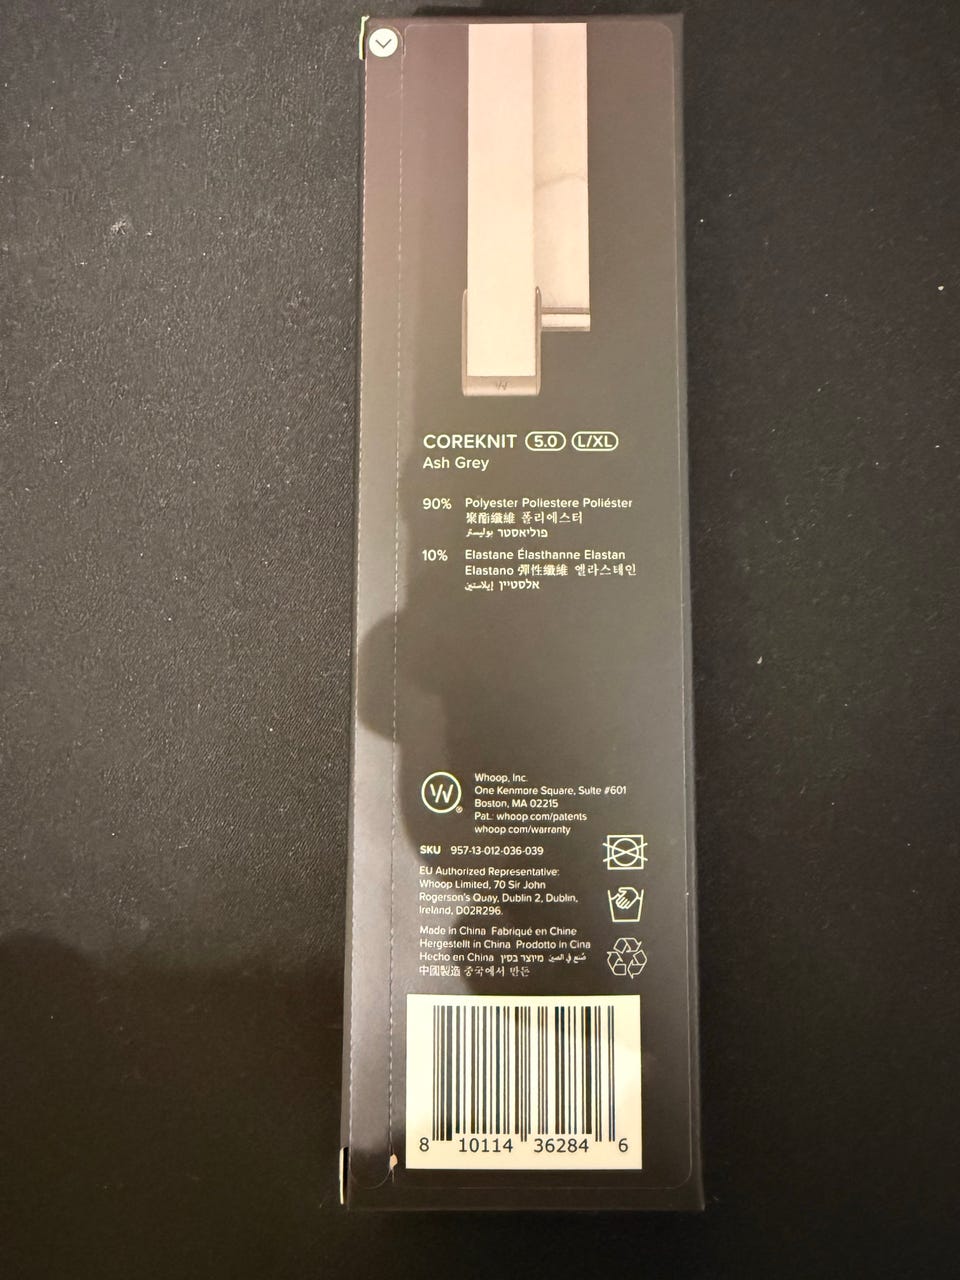 COREKNIT 5.0 L/XL
Ash Grey
90% Polyester Poliestere Poliéster
聚酯纖維 폴리에스터
פוליאסטר بوليستر
10% Elastane Élasthanne Elastan
Elastano 彈性纖維 엘라스테인
אלסטיין إيلاستين
Whoop, Inc.
One Kenmore Square, Suite #601
Boston, MA 02215
Pat.: whoop.com/patents
whoop.com/warranty
SKU 957-13-012-036-039
EU Authorized Representative:
Whoop Limited, 70 Sir John
Rogerson's Quay, Dublin 2, Dublin,
Ireland, D02R296.
Made in China Fabriqué en Chine
Hergestellt in China Prodotto in Cina
Hecho en China מיוצר בסין صُنع في الصين
中國製造 중국에서 만든
8 10114 36284 6